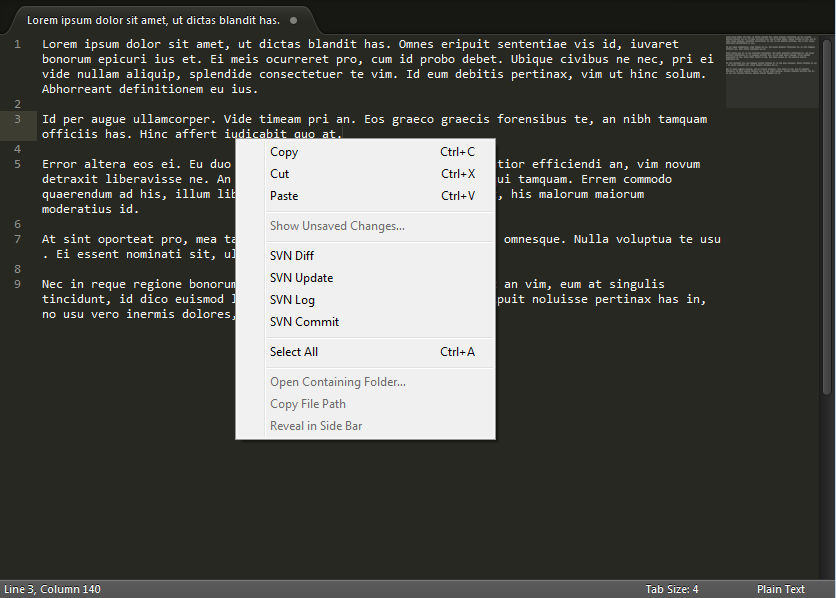 Lorem ipsum dolor sit amet, ut dictas blandit has.
1 Lorem ipsum dolor sit amet, ut dictas blandit has. Omnes eripuit sententiae vis id, iuvaret
bonorum epicuri ius et. Ei meis ocurreret pro, cum id probo debet. Ubique civibus ne nec, pri ei
vide nullam aliquip, splendide consectetuer te vim. Id eum debitis pertinax, vim ut hinc solum.
Abhorreant definitionem eu ius.
2
3 Id per augue ullamcorper. Vide timeam pri an. Eos graeco graecis forensibus te, an nibh tamquam
officiis has. Hinc affert iudicabit quo at.
4
5 Error altera eos ei. Eu duo tior efficiendi an, vim novum
detraxit liberavisse ne. An ui tamquam. Errem commodo
quaerendum ad his, illum lib , his malorum maiorum
moderatius id.
6
7 At sint oporteat pro, mea ta omnesque. Nulla voluptua te usu
. Ei essent nominati sit, ul
8
9 Nec in reque regione bonorum an vim, eum at singulis
tincidunt, id dico euismod l puit noluisse pertinax has in,
no usu vero inermis dolores,
Copy Ctrl+C
Cut Ctrl+X
Paste Ctrl+V
Show Unsaved Changes...
SVN Diff
SVN Update
SVN Log
SVN Commit
Select All Ctrl+A
Open Containing Folder...
Copy File Path
Reveal in Side Bar
Line 3, Column 140 Tab Size: 4 Plain Text